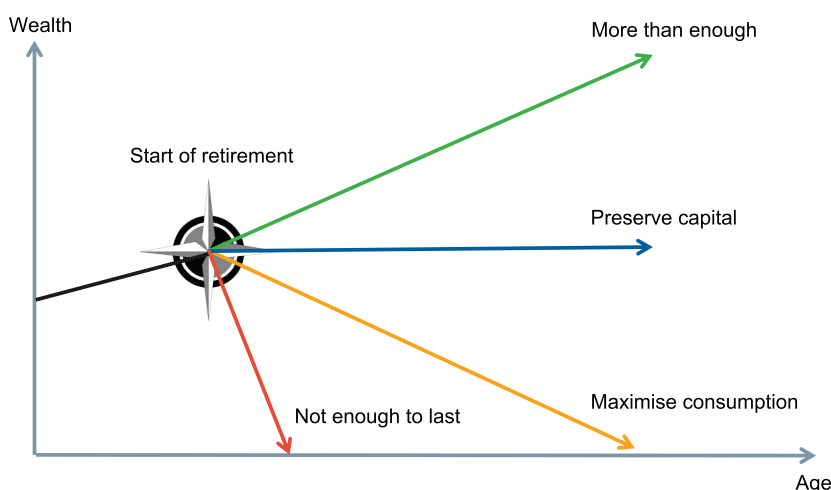 Wealth
More than enough
Start of retirement
Preserve capital
Maximise consumption
Not enough to last
Age